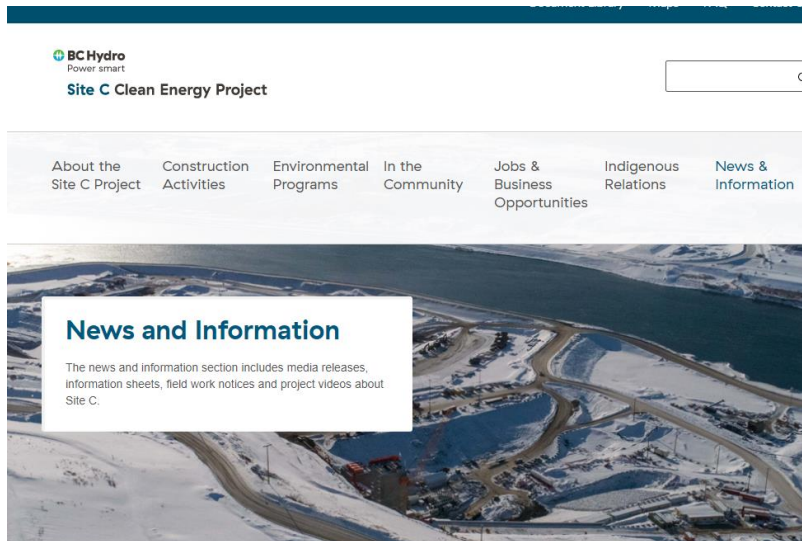 BC Hydro
Power smart
Site C Clean Energy Project
About the
Site C Project
Construction
Activities
Environmental
Programs
In the
Community
Jobs &
Business
Opportunities
Indigenous
Relations
News &
Information
News and Information
The news and information section includes media releases,
information sheets, field work notices and project videos about
Site C.